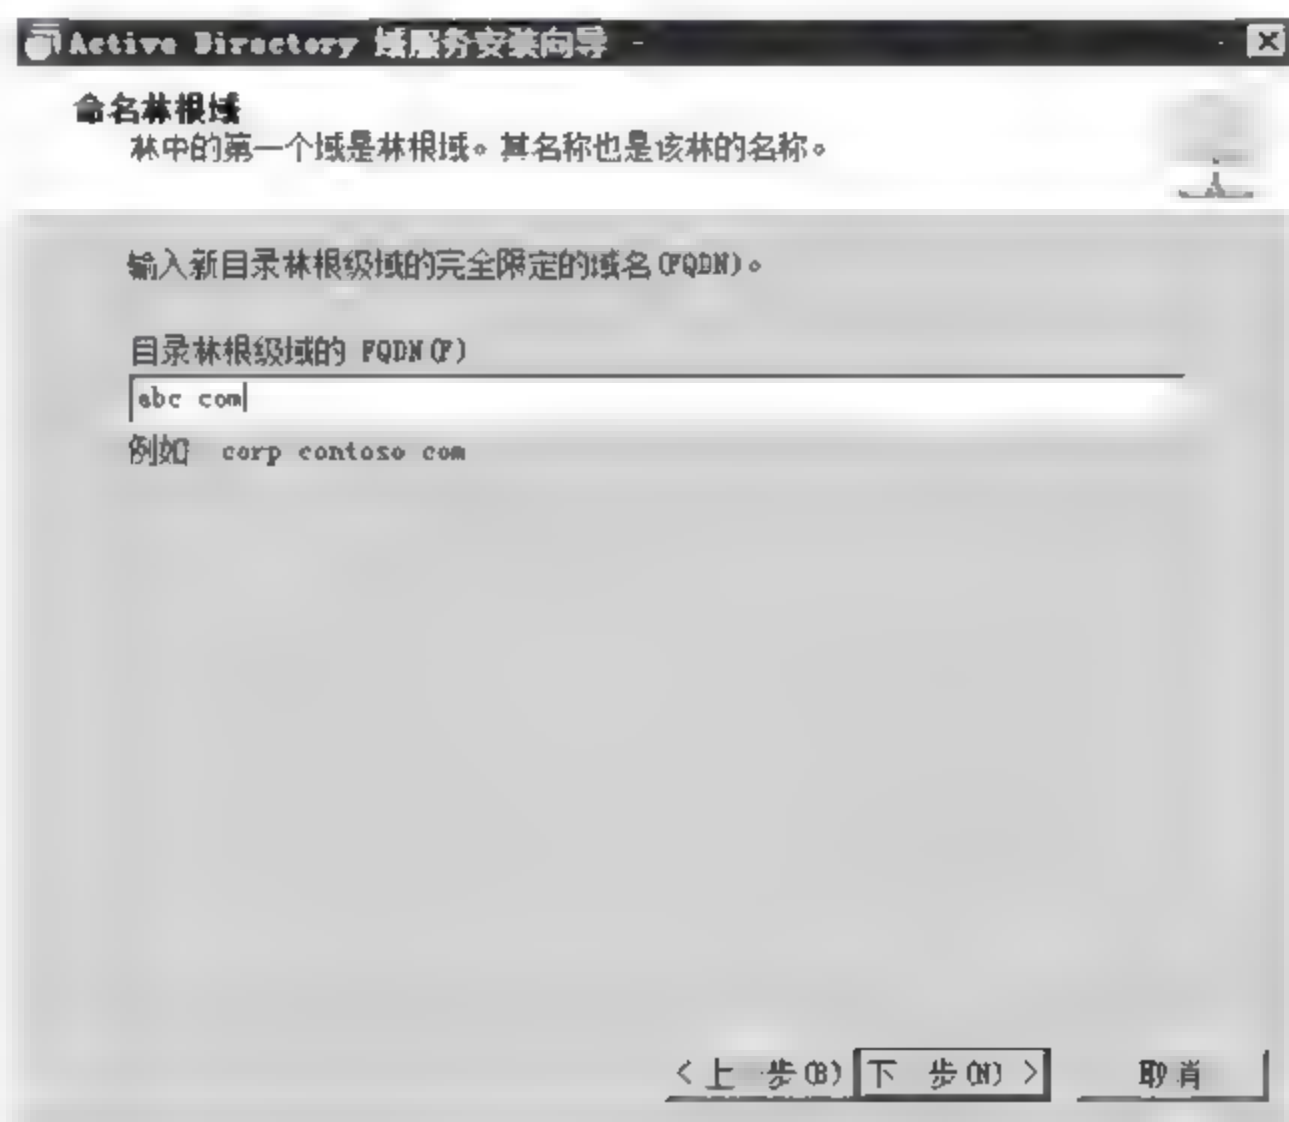 Active Directory 域服务安装向导
命名林根域
林中的第一个域是林根域。其名称也是该林的名称。
输入新目录林根级域的完全限定的域名(FQDN)。
目录林根级域的 FQDN(F)
abc com
例如 corp contoso com
< 上一步(B) 下一步(N) > 取消